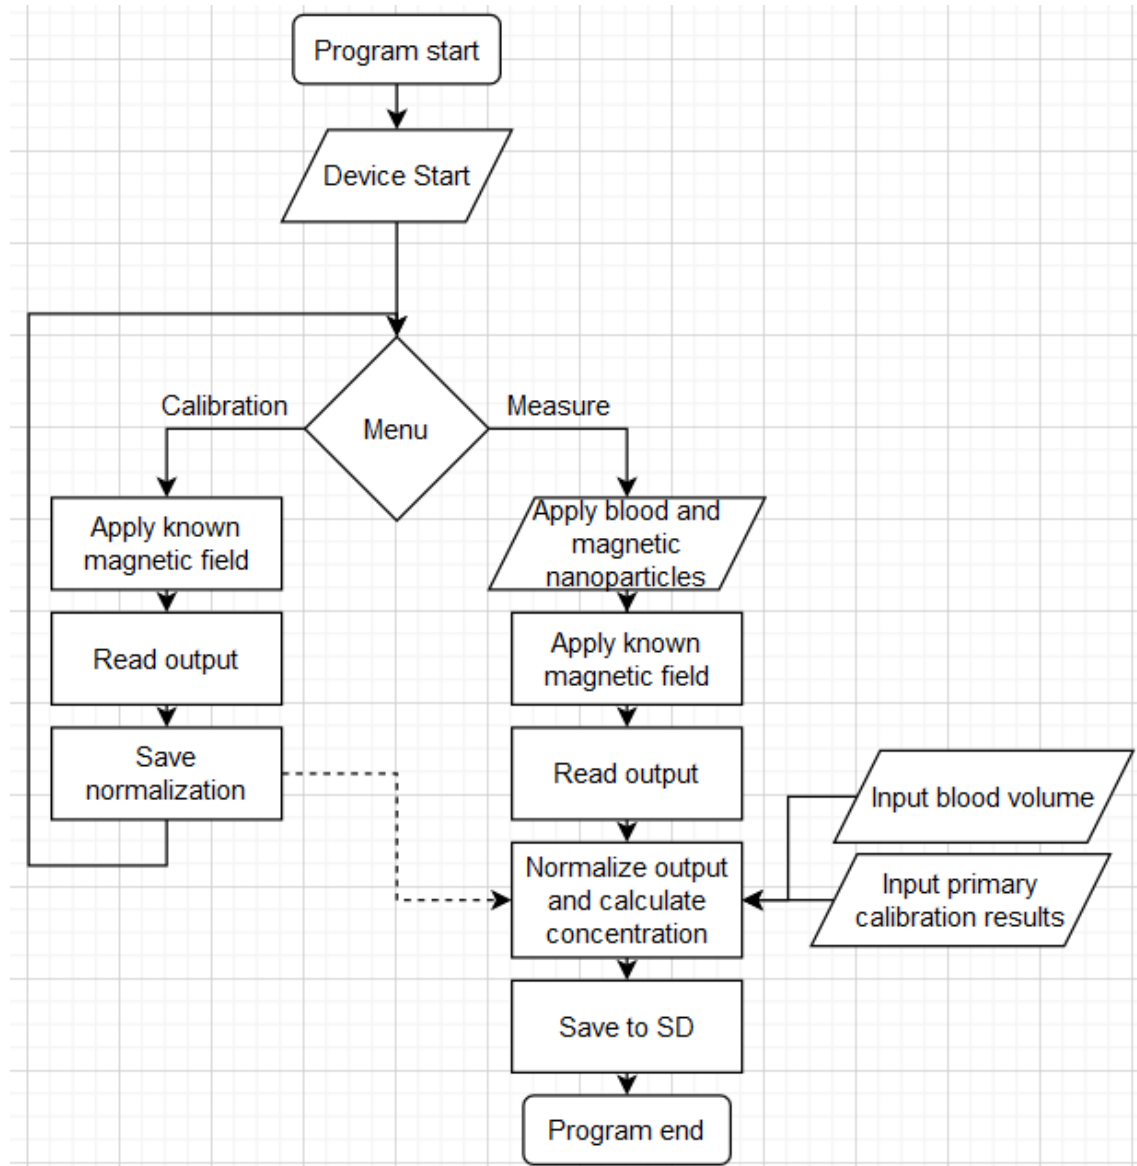 Program start
Device Start
Calibration
Measure
Menu
Apply known
magnetic field
Read output
Save
normalization
Apply blood and
magnetic
nanoparticles
Apply known
magnetic field
Read output
Normalize output
and calculate
concentration
Input blood volume
Input primary
calibration results
Save to SD
Program end